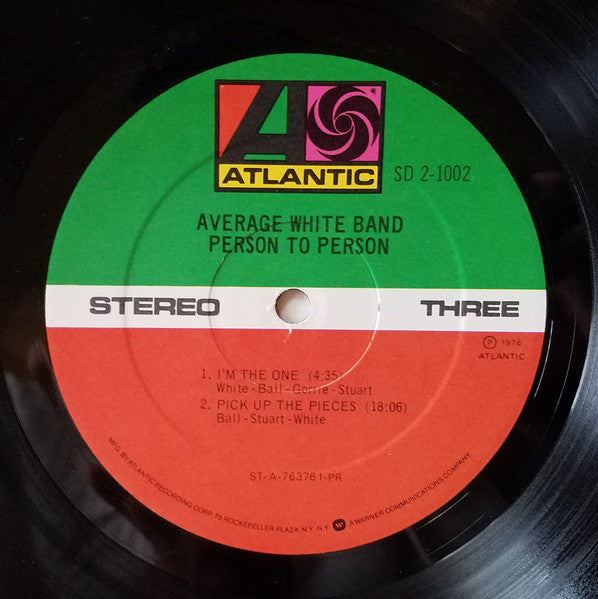 ATLANTIC
SD 2-1002
AVERAGE WHITE BAND
PERSON TO PERSON
STEREO
THREE
℗ 1976
ATLANTIC
1. I'M THE ONE (4:35)
White - Ball - Gorrie - Stuart
2. PICK UP THE PIECES (18:06)
Ball - Stuart - White
ST-A-763761-PR
MFG. BY ATLANTIC RECORDING CORP. 75 ROCKEFELLER PLAZA, N.Y. N.Y. W A WARNER COMMUNICATIONS COMPANY